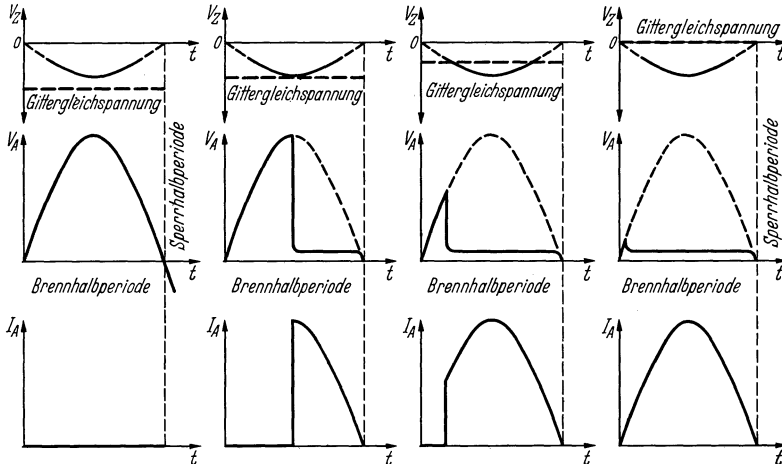 V_Z
V_Z
V_Z
V_Z
0
t
0
t
0
t
0
Gittergleichspannung
t
Gittergleichspannung
Gittergleichspannung
Gittergleichspannung
V_A
V_A
V_A
V_A
Sperrhalbperiode
Sperrhalbperiode
t
t
t
t
Brennhalbperiode
Brennhalbperiode
Brennhalbperiode
Brennhalbperiode
I_A
I_A
I_A
I_A
t
t
t
t